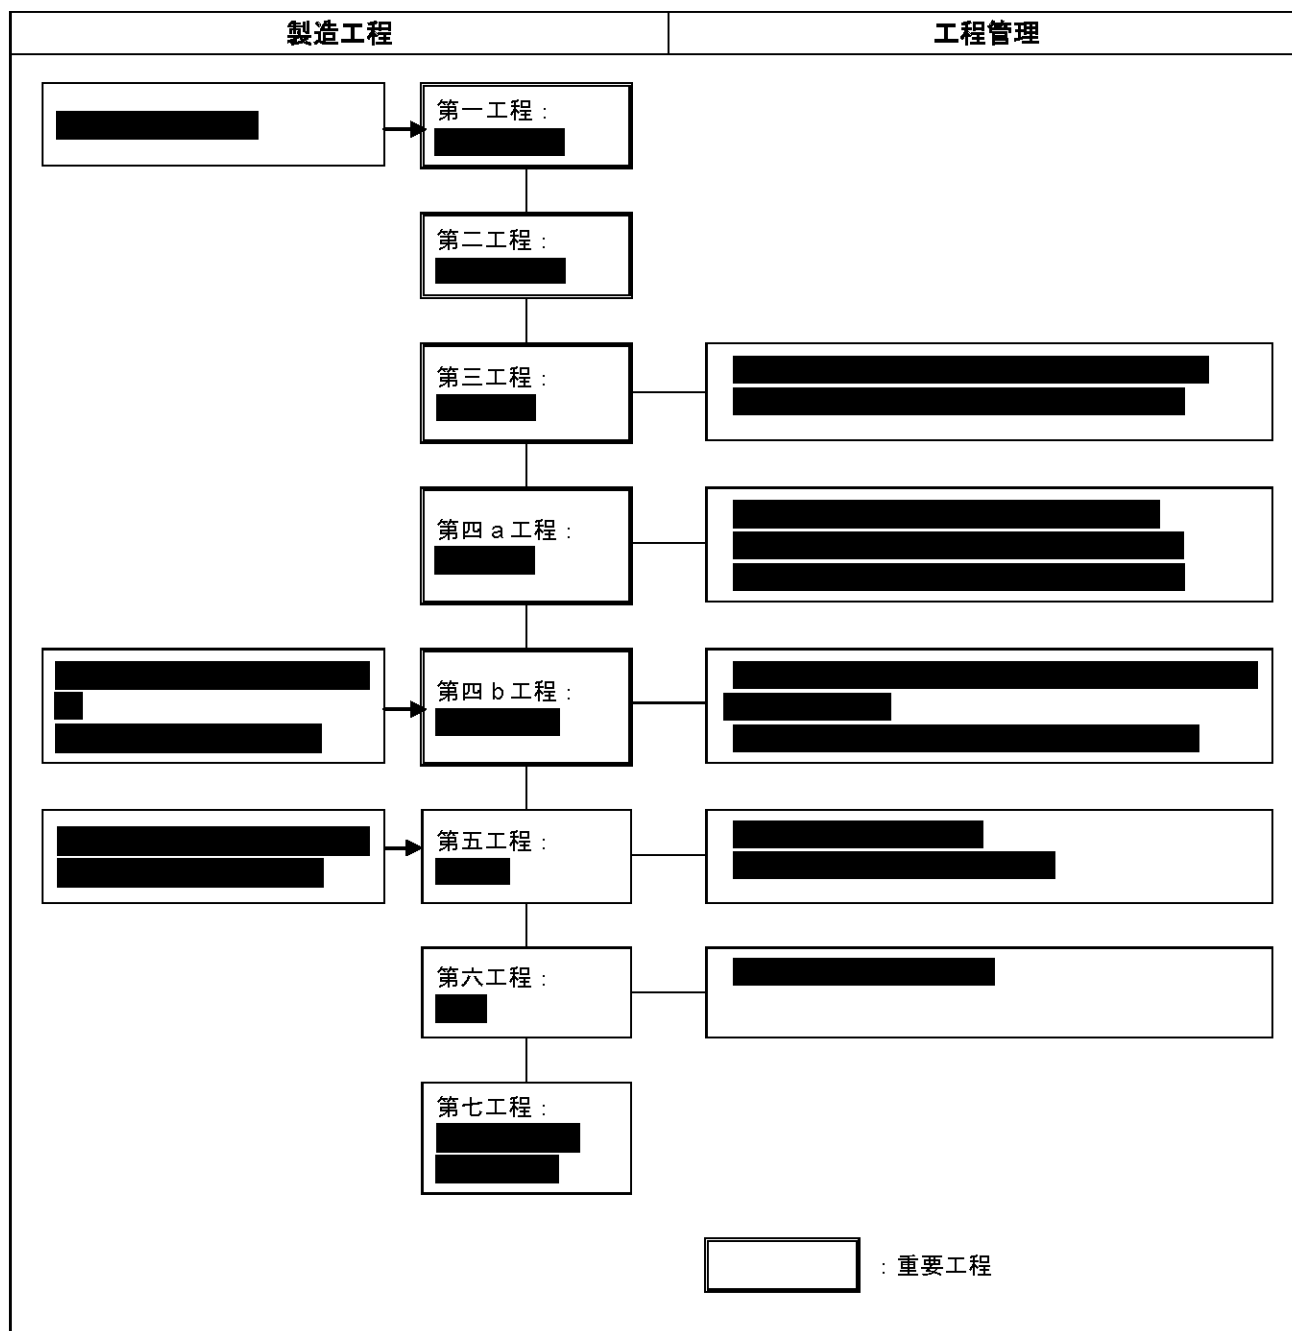 製造工程
工程管理
第一工程：
第二工程：
第三工程：
第四a工程：
第四b工程：
第五工程：
第六工程：
第七工程：
：重要工程